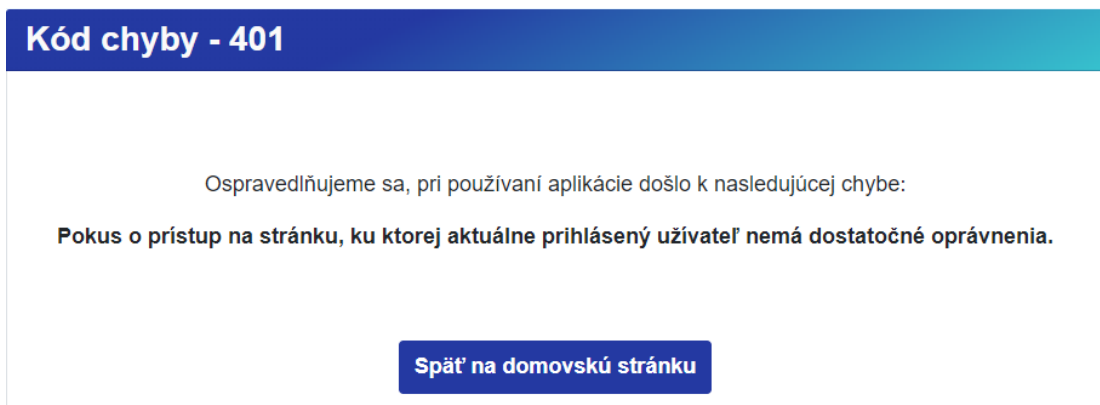 Kód chyby - 401
Ospravedlňujeme sa, pri používaní aplikácie došlo k nasledujúcej chybe:
Pokus o prístup na stránku, ku ktorej aktuálne prihlásený užívateľ nemá dostatočné oprávnenia.
Späť na domovskú stránku